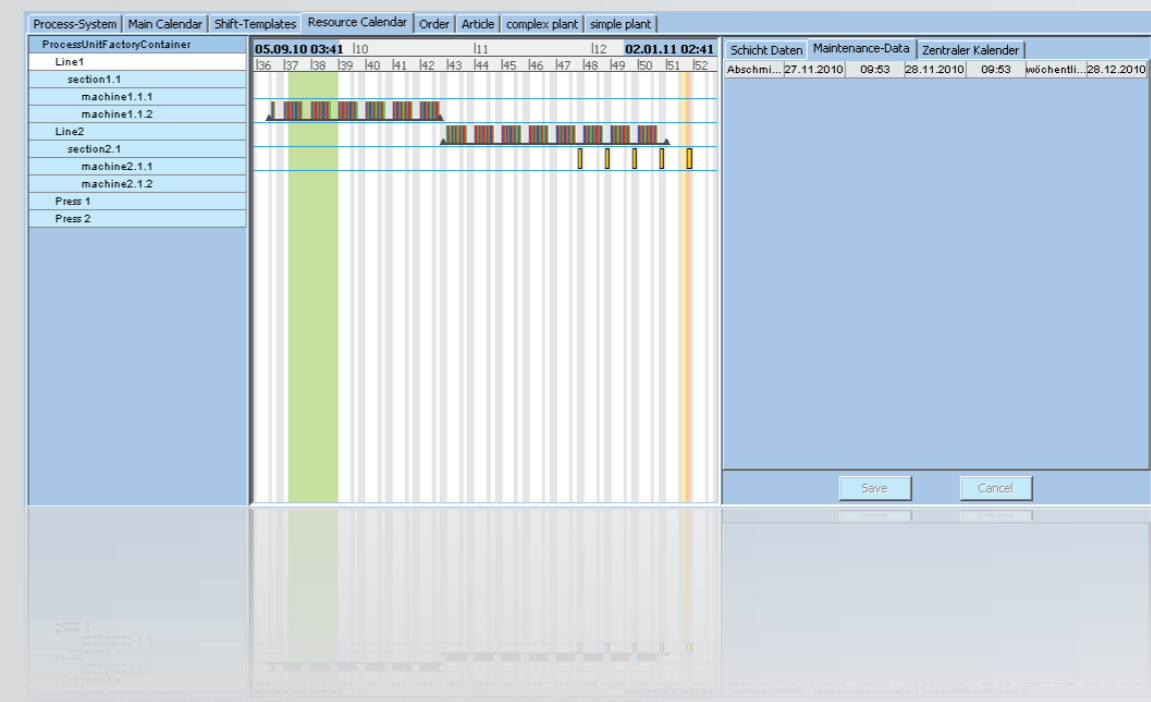 Process-System Main Calendar Shift-Templates Resource Calendar Order Article complex plant simple plant
ProcessUnitFactoryContainer
Line1
section1.1
machine1.1.1
machine1.1.2
Line2
section2.1
machine2.1.1
machine2.1.2
Press 1
Press 2
05.09.10 03:41 |10 |11 |12 02.01.11 02:41
|36 |37 |38 |39 |40 |41 |42 |43 |44 |45 |46 |47 |48 |49 |50 |51 |52
Schicht Daten Maintenance-Data Zentraler Kalender
Abschmi... 27.11.2010 09:53 28.11.2010 09:53 wöchentli... 28.12.2010
Save Cancel